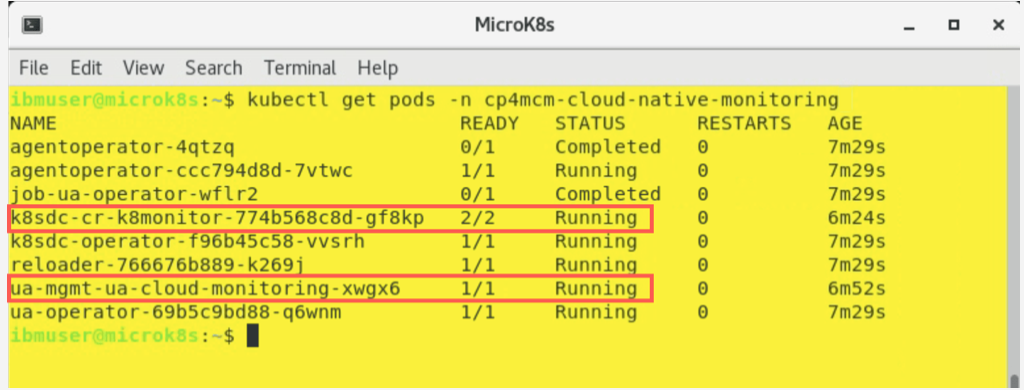 MicroK8s
File Edit View Search Terminal Help
ibmuser@microk8s:~$ kubectl get pods -n cp4mcm-cloud-native-monitoring
NAME READY STATUS RESTARTS AGE
agentoperator-4qtzq 0/1 Completed 0 7m29s
agentoperator-ccc794d8d-7vtwc 1/1 Running 0 7m29s
job-ua-operator-wflr2 0/1 Completed 0 7m29s
k8sdc-cr-k8monitor-774b568c8d-gf8kp 2/2 Running 0 6m24s
k8sdc-operator-f96b45c58-vvsrh 1/1 Running 0 7m29s
reloader-766676b889-k269j 1/1 Running 0 7m29s
ua-mgmt-ua-cloud-monitoring-xwgx6 1/1 Running 0 6m52s
ua-operator-69b5c9bd88-q6wnm 1/1 Running 0 7m29s
ibmuser@microk8s:~$